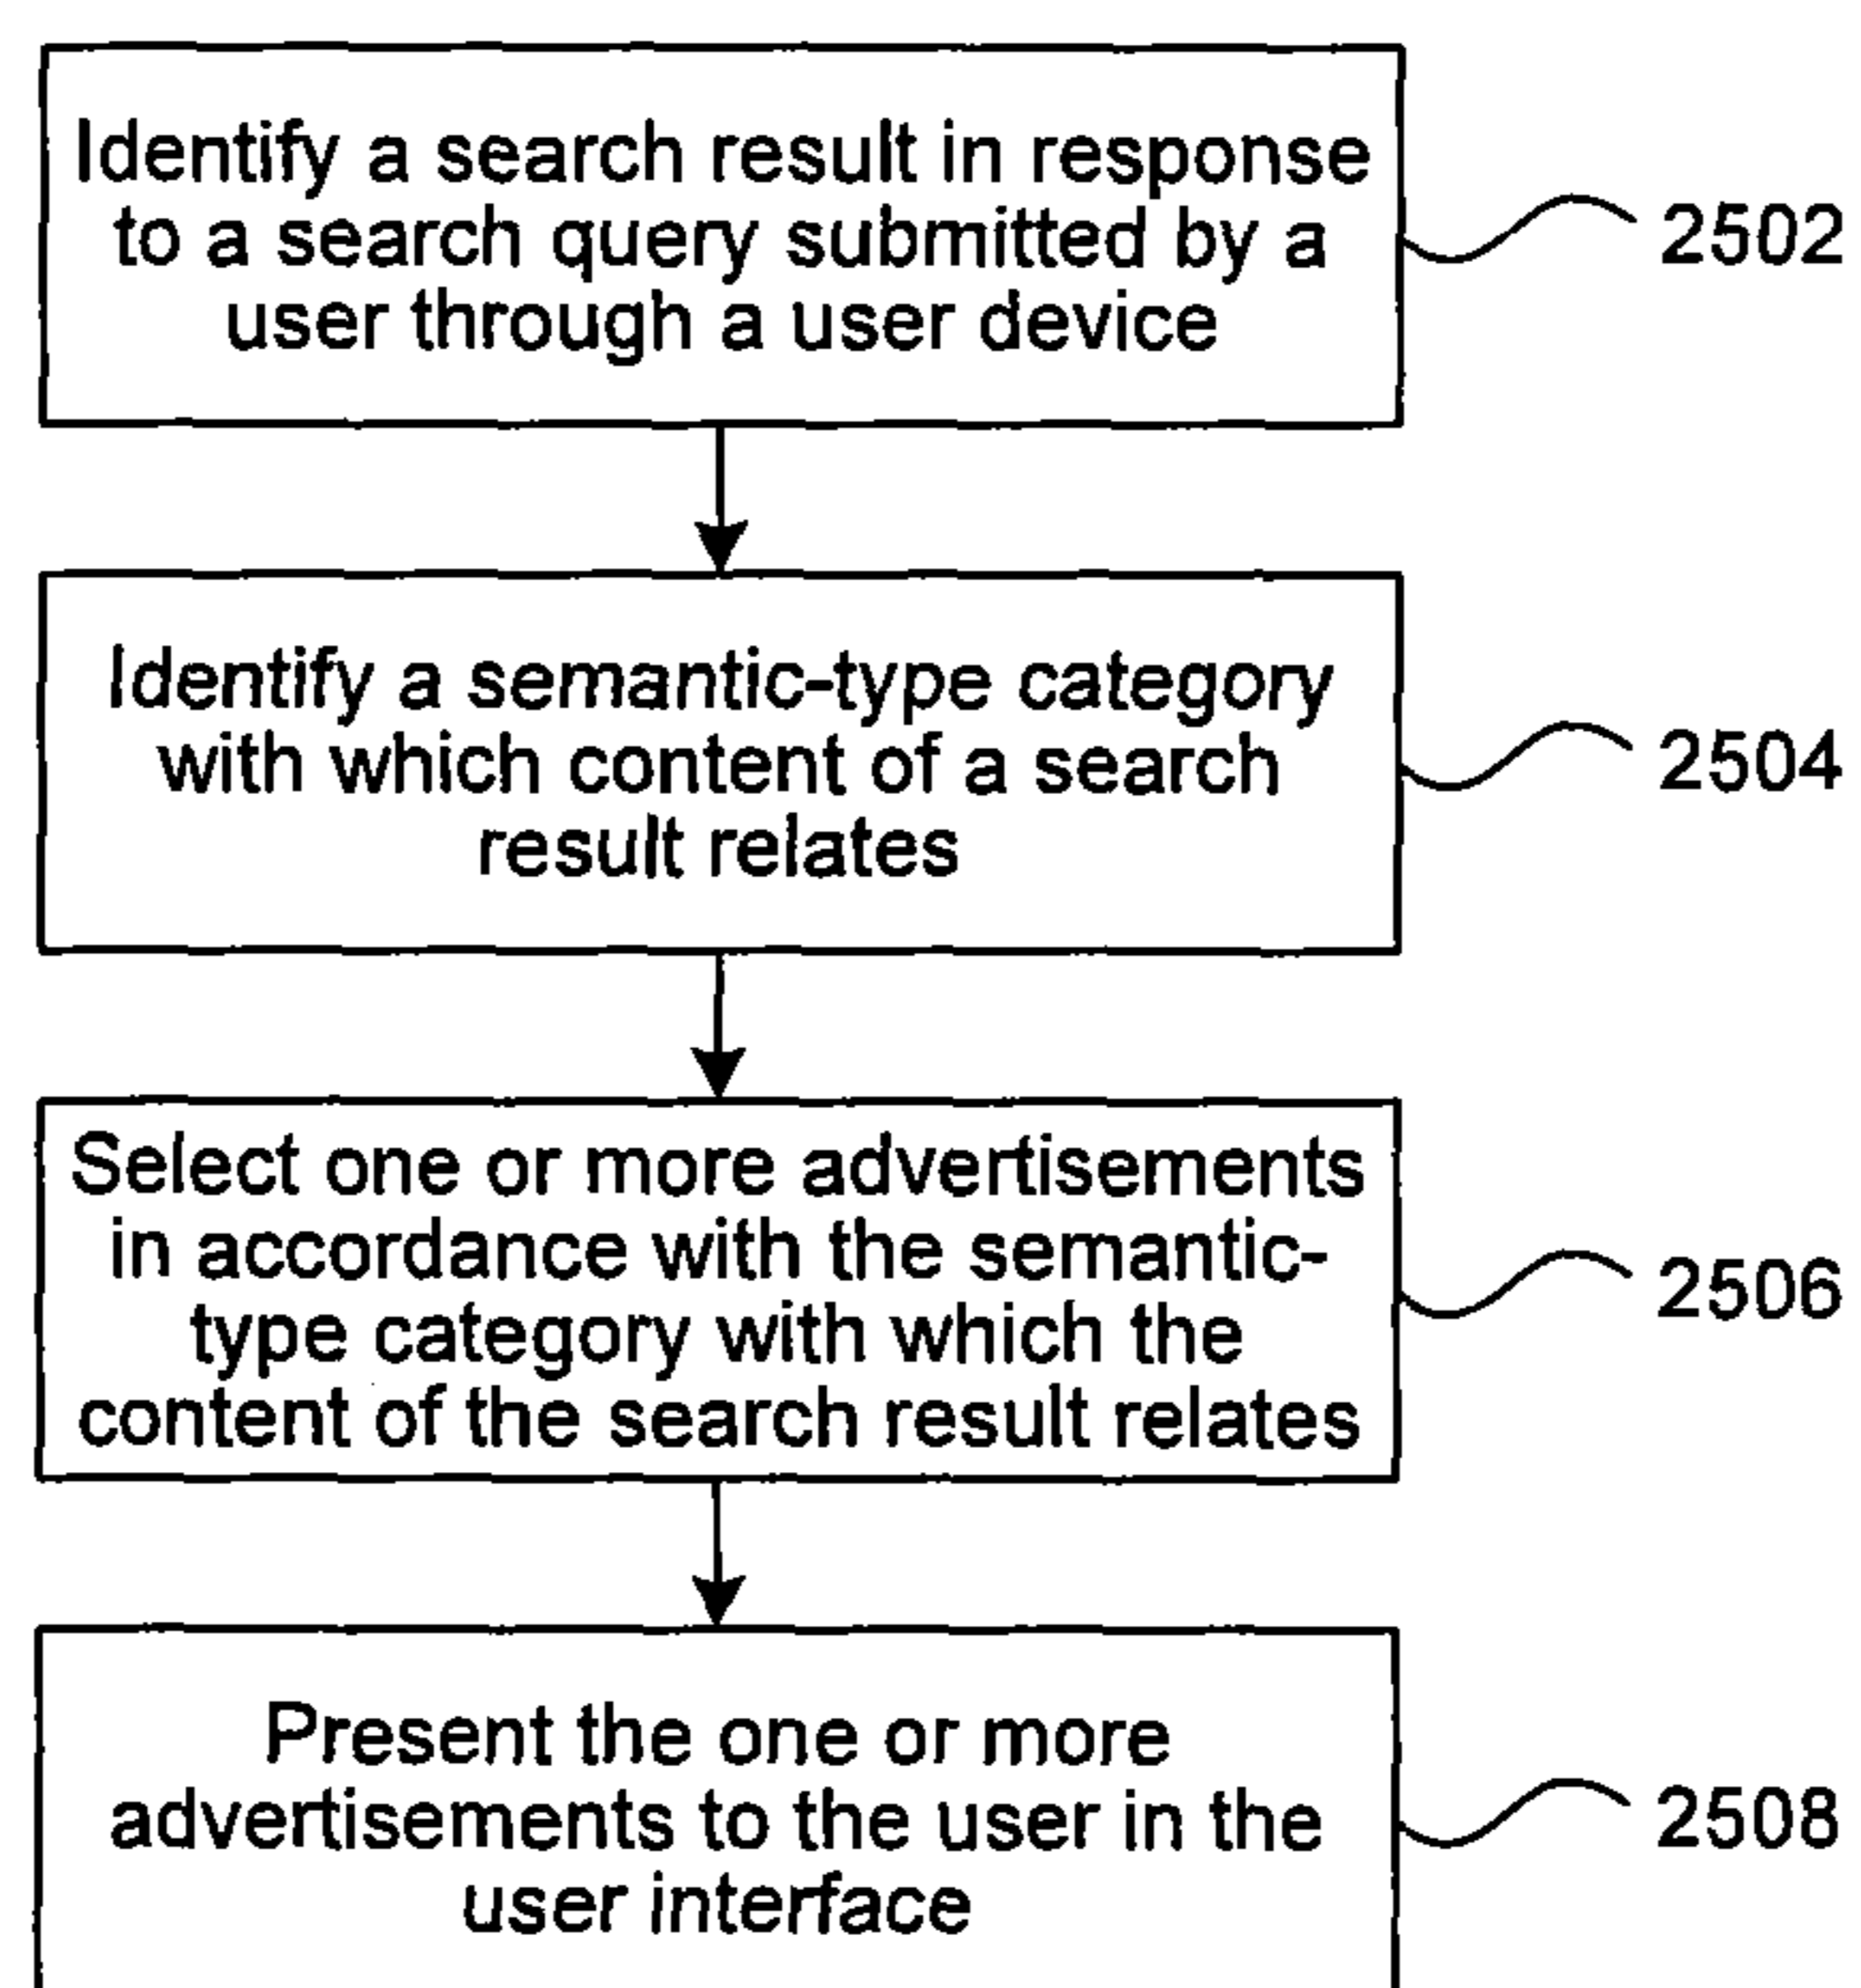 Identify a search result in response
to a search query submitted by a
user through a user device
2502
Identify a semantic-type category
with which content of a search
result relates
2504
Select one or more advertisements
in accordance with the semantic-
type category with which the
content of the search result relates
2506
Present the one or more
advertisements to the user in the
user interface
2508